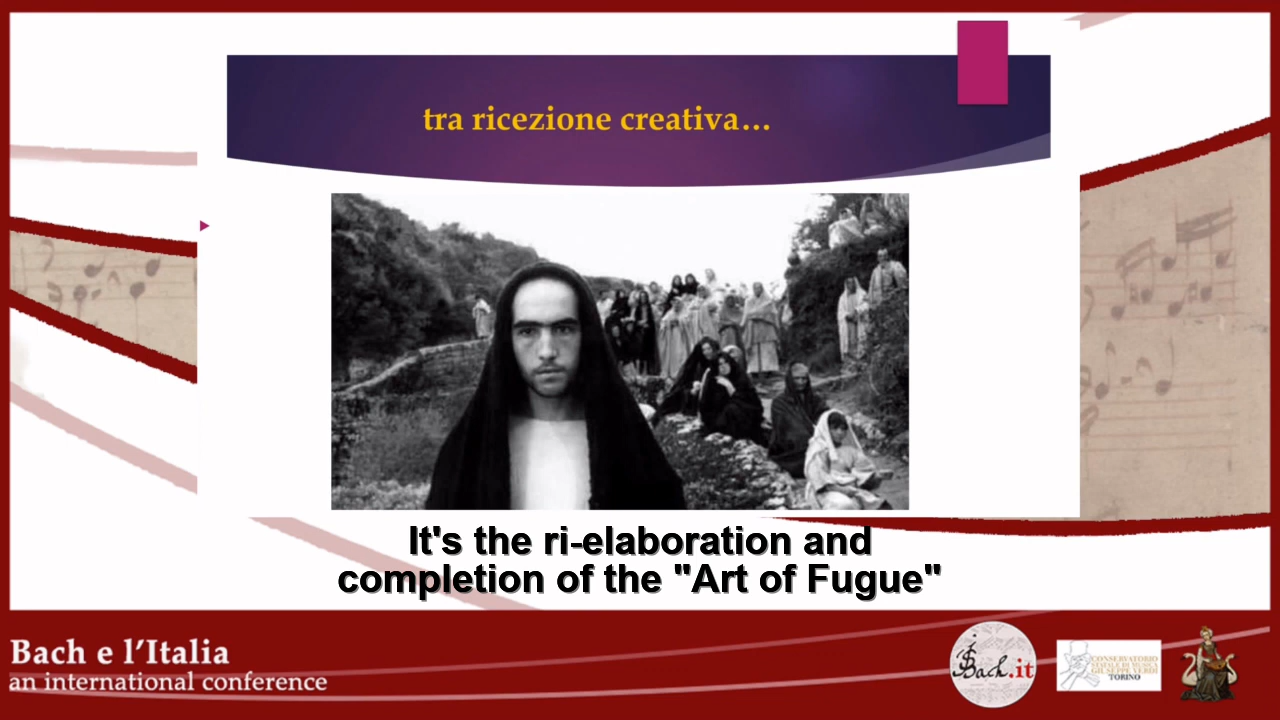 tra ricezione creativa...
It's the ri-elaboration and
completion of the "Art of Fugue"
Bach e l'Italia
an international conference
JSBach.it
CONSERVATORIO
STATALE DI MUSICA
GIUSEPPE VERDI
TORINO